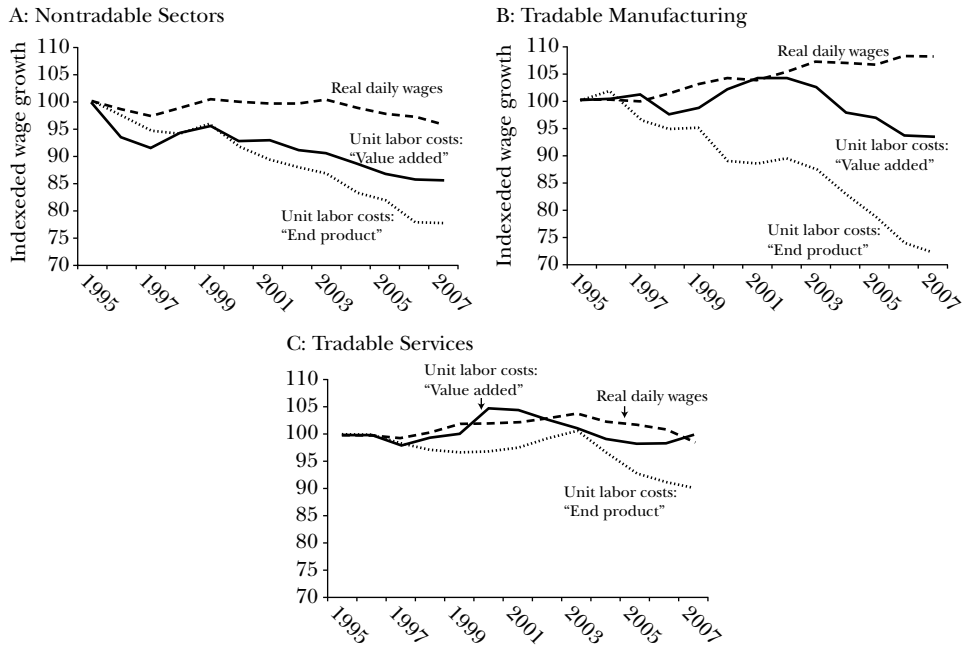 A: Nontradable Sectors
Indexeded wage growth
110
105
100
95
90
85
80
75
70
Real daily wages
Unit labor costs:
“Value added”
Unit labor costs:
“End product”
1995
1997
1999
2001
2003
2005
2007
B: Tradable Manufacturing
Indexeded wage growth
110
105
100
95
90
85
80
75
70
Real daily wages
Unit labor costs:
“Value added”
Unit labor costs:
“End product”
1995
1997
1999
2001
2003
2005
2007
C: Tradable Services
110
105
100
95
90
85
80
75
70
Unit labor costs:
“Value added”
Real daily wages
Unit labor costs:
“End product”
1995
1997
1999
2001
2003
2005
2007